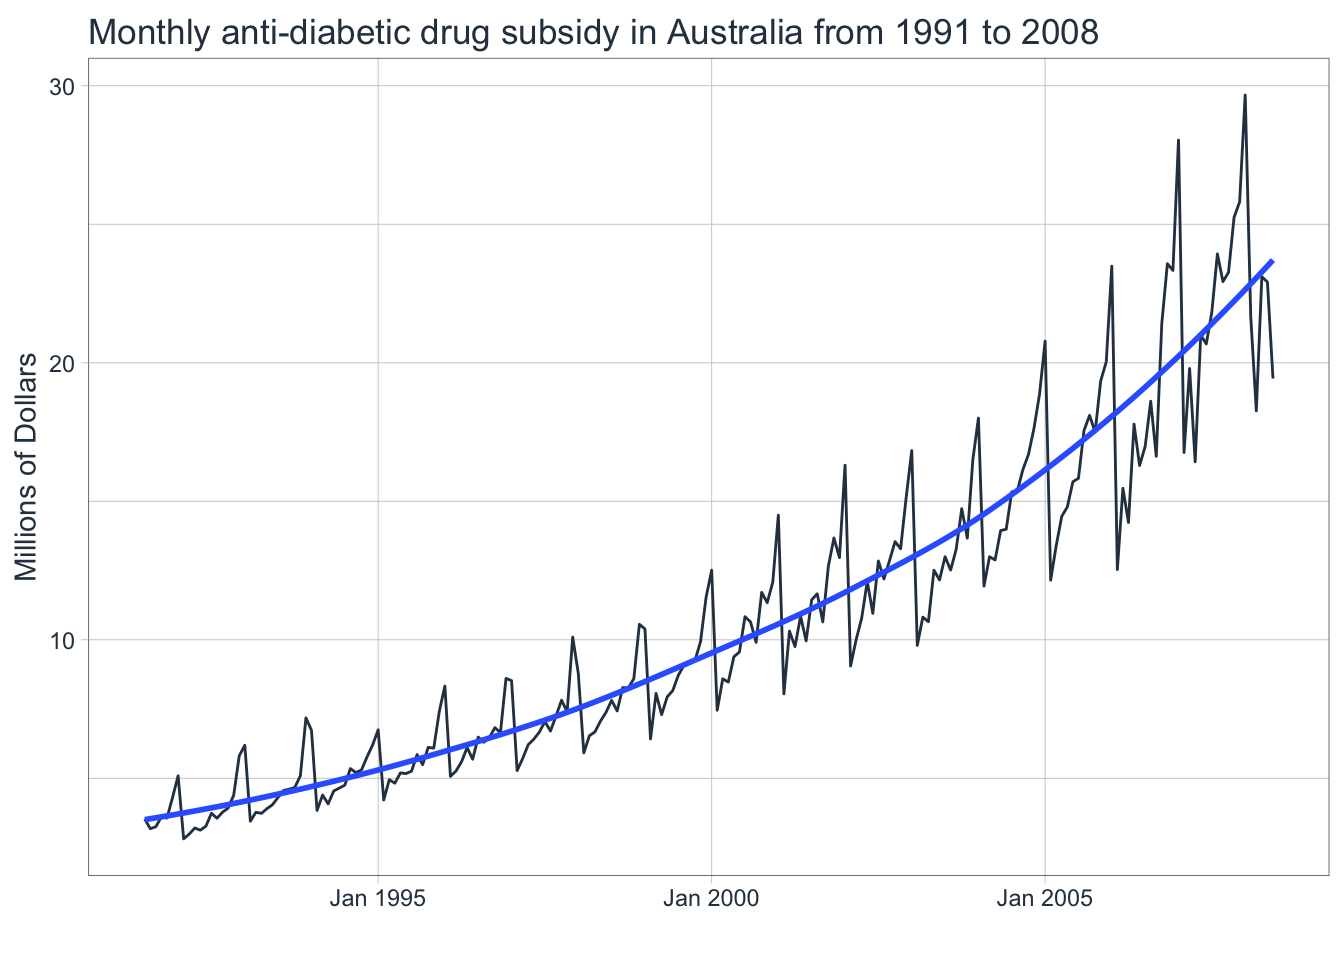 Monthly anti-diabetic drug subsidy in Australia from 1991 to 2008
Millions of Dollars
30
20
10
Jan 1995
Jan 2000
Jan 2005